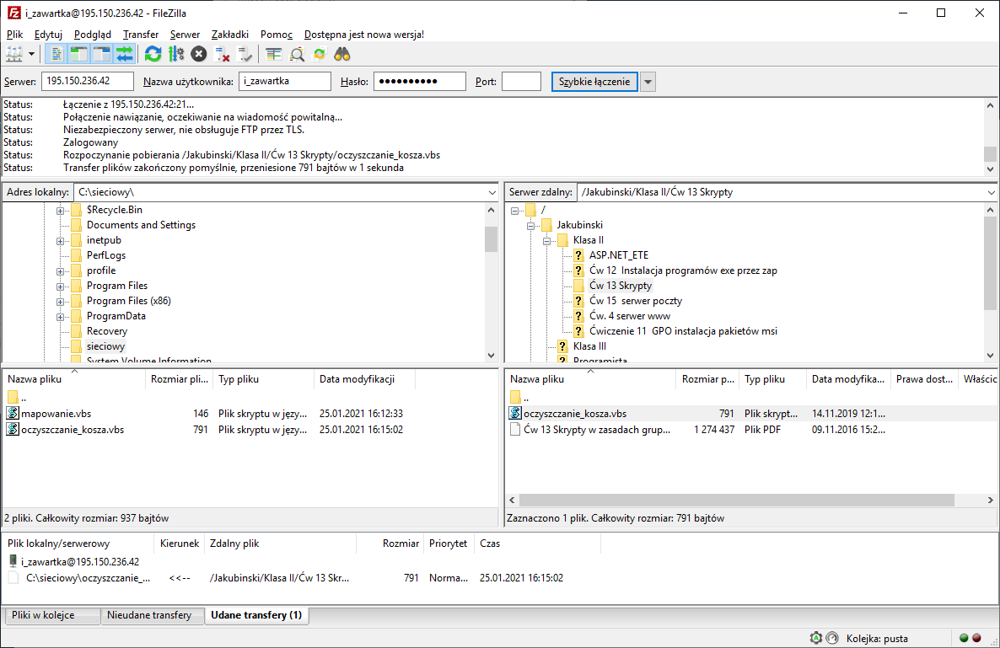 i_zawartka@195.150.236.42 - FileZilla
Plik Edytuj Podgląd Transfer Serwer Zakładki Pomoc Dostępna jest nowa wersja!
Serwer: 195.150.236.42 Nazwa użytkownika: i_zawartka Hasło: ●●●●●●●●●● Port: Szybkie łączenie
Status: Łączenie z 195.150.236.42:21...
Status: Połączenie nawiązanie, oczekiwanie na wiadomość powitalną...
Status: Niezabezpieczony serwer, nie obsługuje FTP przez TLS.
Status: Zalogowany
Status: Rozpoczynanie pobierania /Jakubinski/Klasa II/Ćw 13 Skrypty/oczyszczanie_kosza.vbs
Status: Transfer plików zakończony pomyślnie, przeniesione 791 bajtów w 1 sekunda
Adres lokalny: C:\sieciowy\
$Recycle.Bin
Documents and Settings
inetpub
PerfLogs
profile
Program Files
Program Files (x86)
ProgramData
Recovery
sieciowy
System Volume Information
Nazwa pliku Rozmiar pli... Typ pliku Data modyfikacji
..
mapowanie.vbs 146 Plik skryptu w języ... 25.01.2021 16:12:33
oczyszczanie_kosza.vbs 791 Plik skryptu w języ... 25.01.2021 16:15:02
2 pliki. Całkowity rozmiar: 937 bajtów
Serwer zdalny: /Jakubinski/Klasa II/Ćw 13 Skrypty
/
Jakubinski
Klasa II
ASP.NET_ETE
Ćw 12  Instalacja programów exe przez zap
Ćw 13 Skrypty
Ćw 15  serwer poczty
Ćw. 4 serwer www
Ćwiczenie 11  GPO instalacja pakietów msi
Klasa III
Programista
Nazwa pliku Rozmiar p... Typ pliku Data modyfika... Prawa dost... Właścic
..
oczyszczanie_kosza.vbs 791 Plik skrypt... 14.11.2019 12:1...
Ćw 13 Skrypty w zasadach grup... 1 274 437 Plik PDF 09.11.2016 15:2...
Zaznaczono 1 plik. Całkowity rozmiar: 791 bajtów
Plik lokalny/serwerowy Kierunek Zdalny plik Rozmiar Priorytet Czas
i_zawartka@195.150.236.42
C:\sieciowy\oczyszczanie_... <<-- /Jakubinski/Klasa II/Ćw 13 Skr... 791 Norma... 25.01.2021 16:15:02
Pliki w kolejce Nieudane transfery Udane transfery (1)
Kolejka: pusta